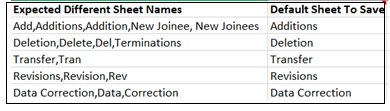 Expected Different Sheet Names Default Sheet To Save
Add,Additions,Addition,New Joinee, New Joinees Additions
Deletion,Delete,Del,Terminations Deletion
Transfer,Tran Transfer
Revisions,Revision,Rev Revisions
Data Correction,Data,Correction Data Correction